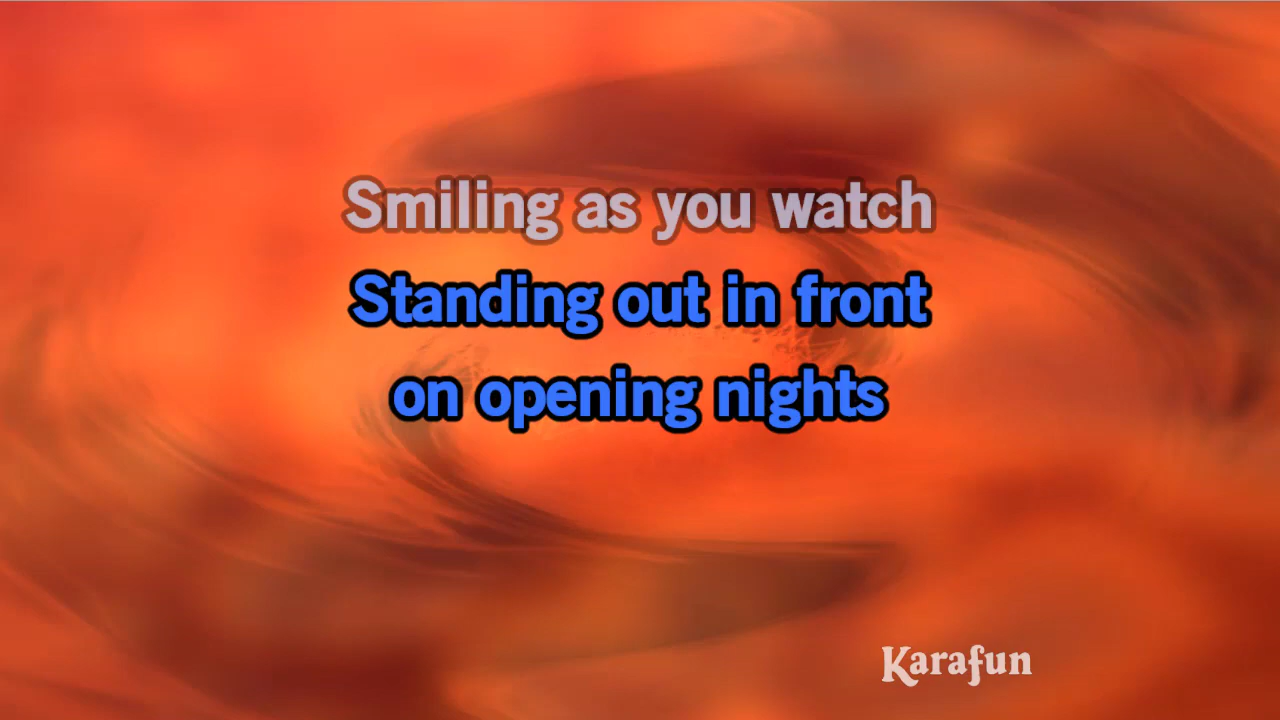 Smiling as you watch
Standing out in front
on opening nights
Karafun